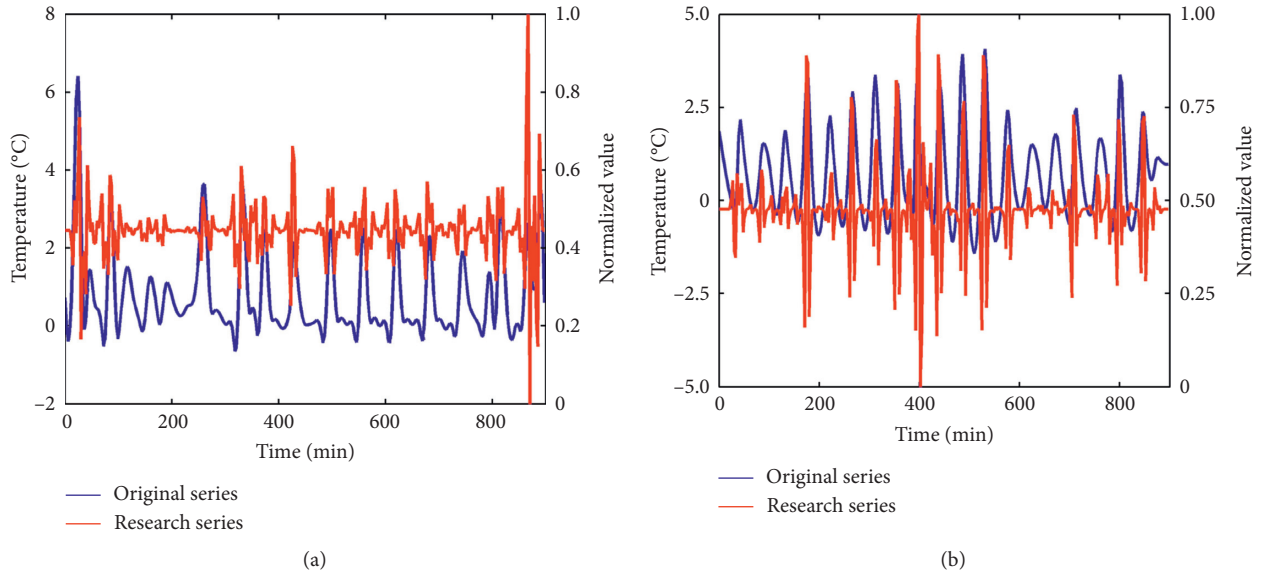 8
6
4
2
0
−2
Temperature (°C)
1.0
0.8
0.6
0.4
0.2
0
Normalized value
0 200 400 600 800
Time (min)
Original series
Research series
(a)
5.0
2.5
0
−2.5
−5.0
Temperature (°C)
1.00
0.75
0.50
0.25
0
Normalized value
0 200 400 600 800
Time (min)
Original series
Research series
(b)